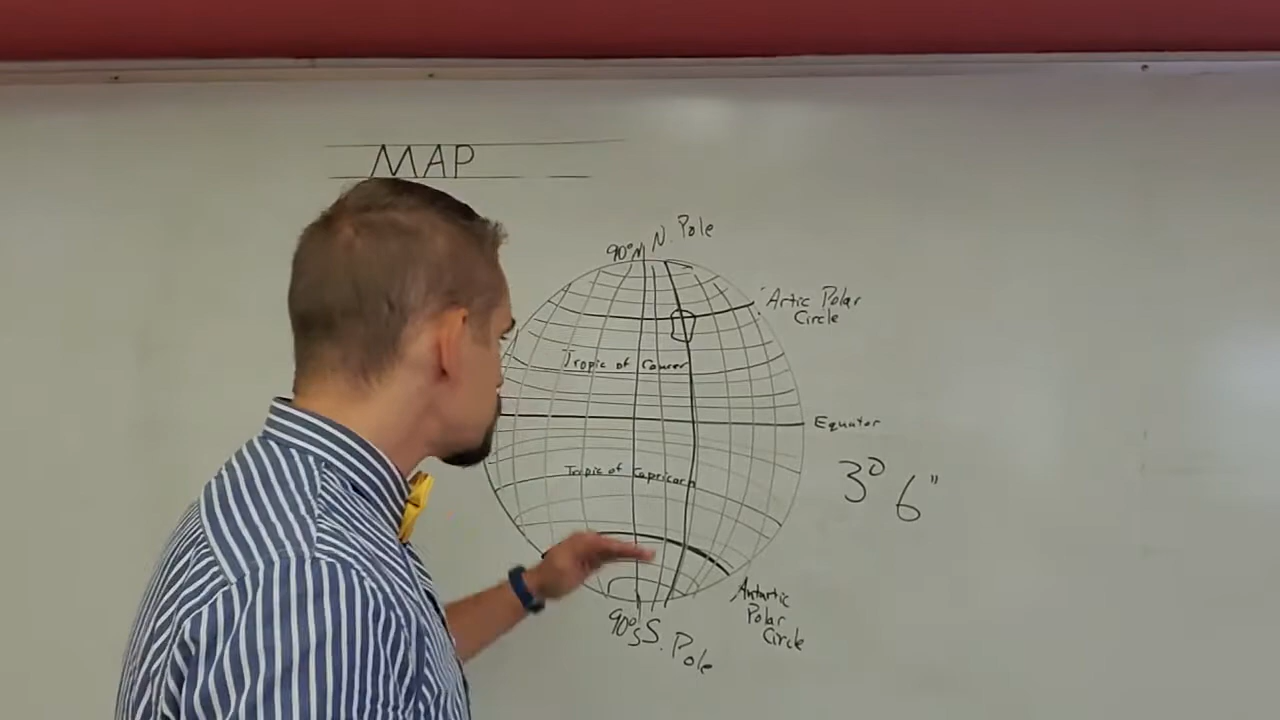 MAP
90°N N. Pole
Artic Polar
Circle
Tropic of Cancer
Equator
3° 6"
Tropic of Capricorn
Antartic
Polar
Circle
90°S S. Pole